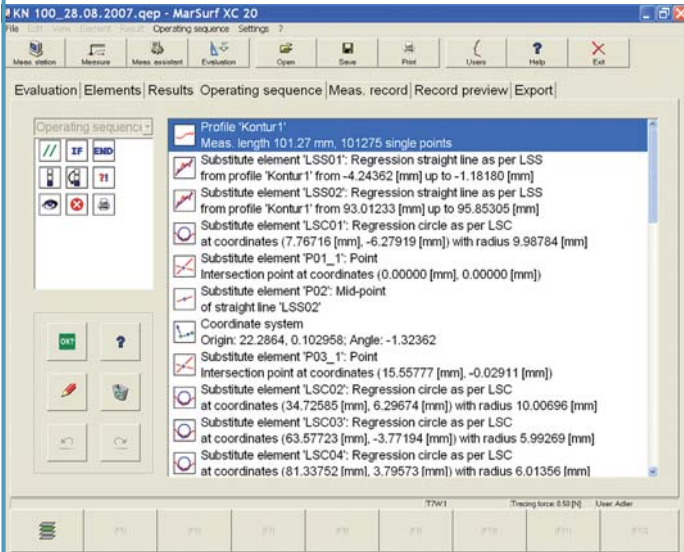 KN 100_28.08.2007.qep - MarSurf XC 20
File Edit View Element Result Operating sequence Settings ?
Meas. station Measure Meas. assistent Evaluation Open Save Print Users Help Exit
Evaluation Elements Results Operating sequence Meas. record Record preview Export
Operating sequence
// IF END
?!
OK?
?
Profile 'Kontur1'
Meas. length 101.27 mm, 101275 single points
Substitute element 'LSS01': Regression straight line as per LSS
from profile 'Kontur1' from -4.24362 [mm] up to -1.18180 [mm]
Substitute element 'LSS02': Regression straight line as per LSS
from profile 'Kontur1' from 93.01233 [mm] up to 95.85305 [mm]
Substitute element 'LSC01': Regression circle as per LSC
at coordinates (7.76716 [mm], -6.27919 [mm]) with radius 9.98784 [mm]
Substitute element 'P01_1': Point
Intersection point at coordinates (0.00000 [mm], 0.00000 [mm])
Substitute element 'P02': Mid-point
of straight line 'LSS02'
Coordinate system
Origin: 22.2864, 0.102958; Angle: -1.32362
Substitute element 'P03_1': Point
Intersection point at coordinates (15.55777 [mm], -0.02911 [mm])
Substitute element 'LSC02': Regression circle as per LSC
at coordinates (34.72585 [mm], 6.29674 [mm]) with radius 10.00696 [mm]
Substitute element 'LSC03': Regression circle as per LSC
at coordinates (63.57723 [mm], -3.77194 [mm]) with radius 5.99269 [mm]
Substitute element 'LSC04': Regression circle as per LSC
at coordinates (81.33752 [mm], 3.79573 [mm]) with radius 6.01356 [mm]
T7W1 Tracing force: 0.50 [N] User: Adler